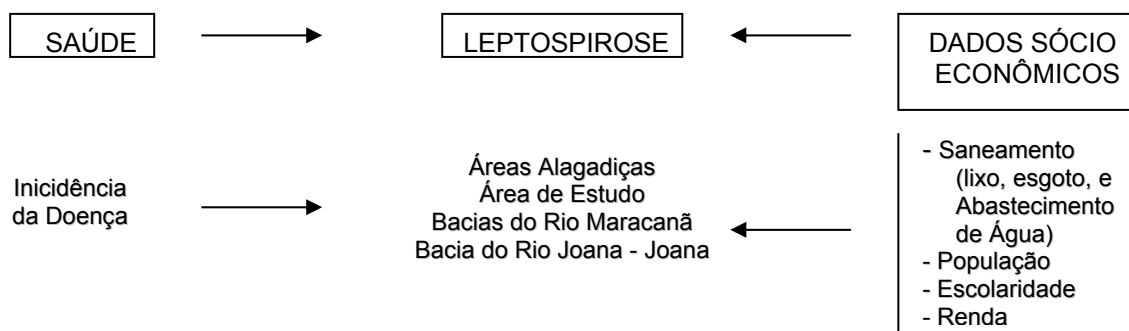 SAÚDE
LEPTOSPIROSE
DADOS SÓCIO
ECONÔMICOS
Inicidência
da Doença
Áreas Alagadiças
Área de Estudo
Bacias do Rio Maracanã
Bacia do Rio Joana - Joana
- Saneamento
(lixo, esgoto, e
Abastecimento
de Água)
- População
- Escolaridade
- Renda